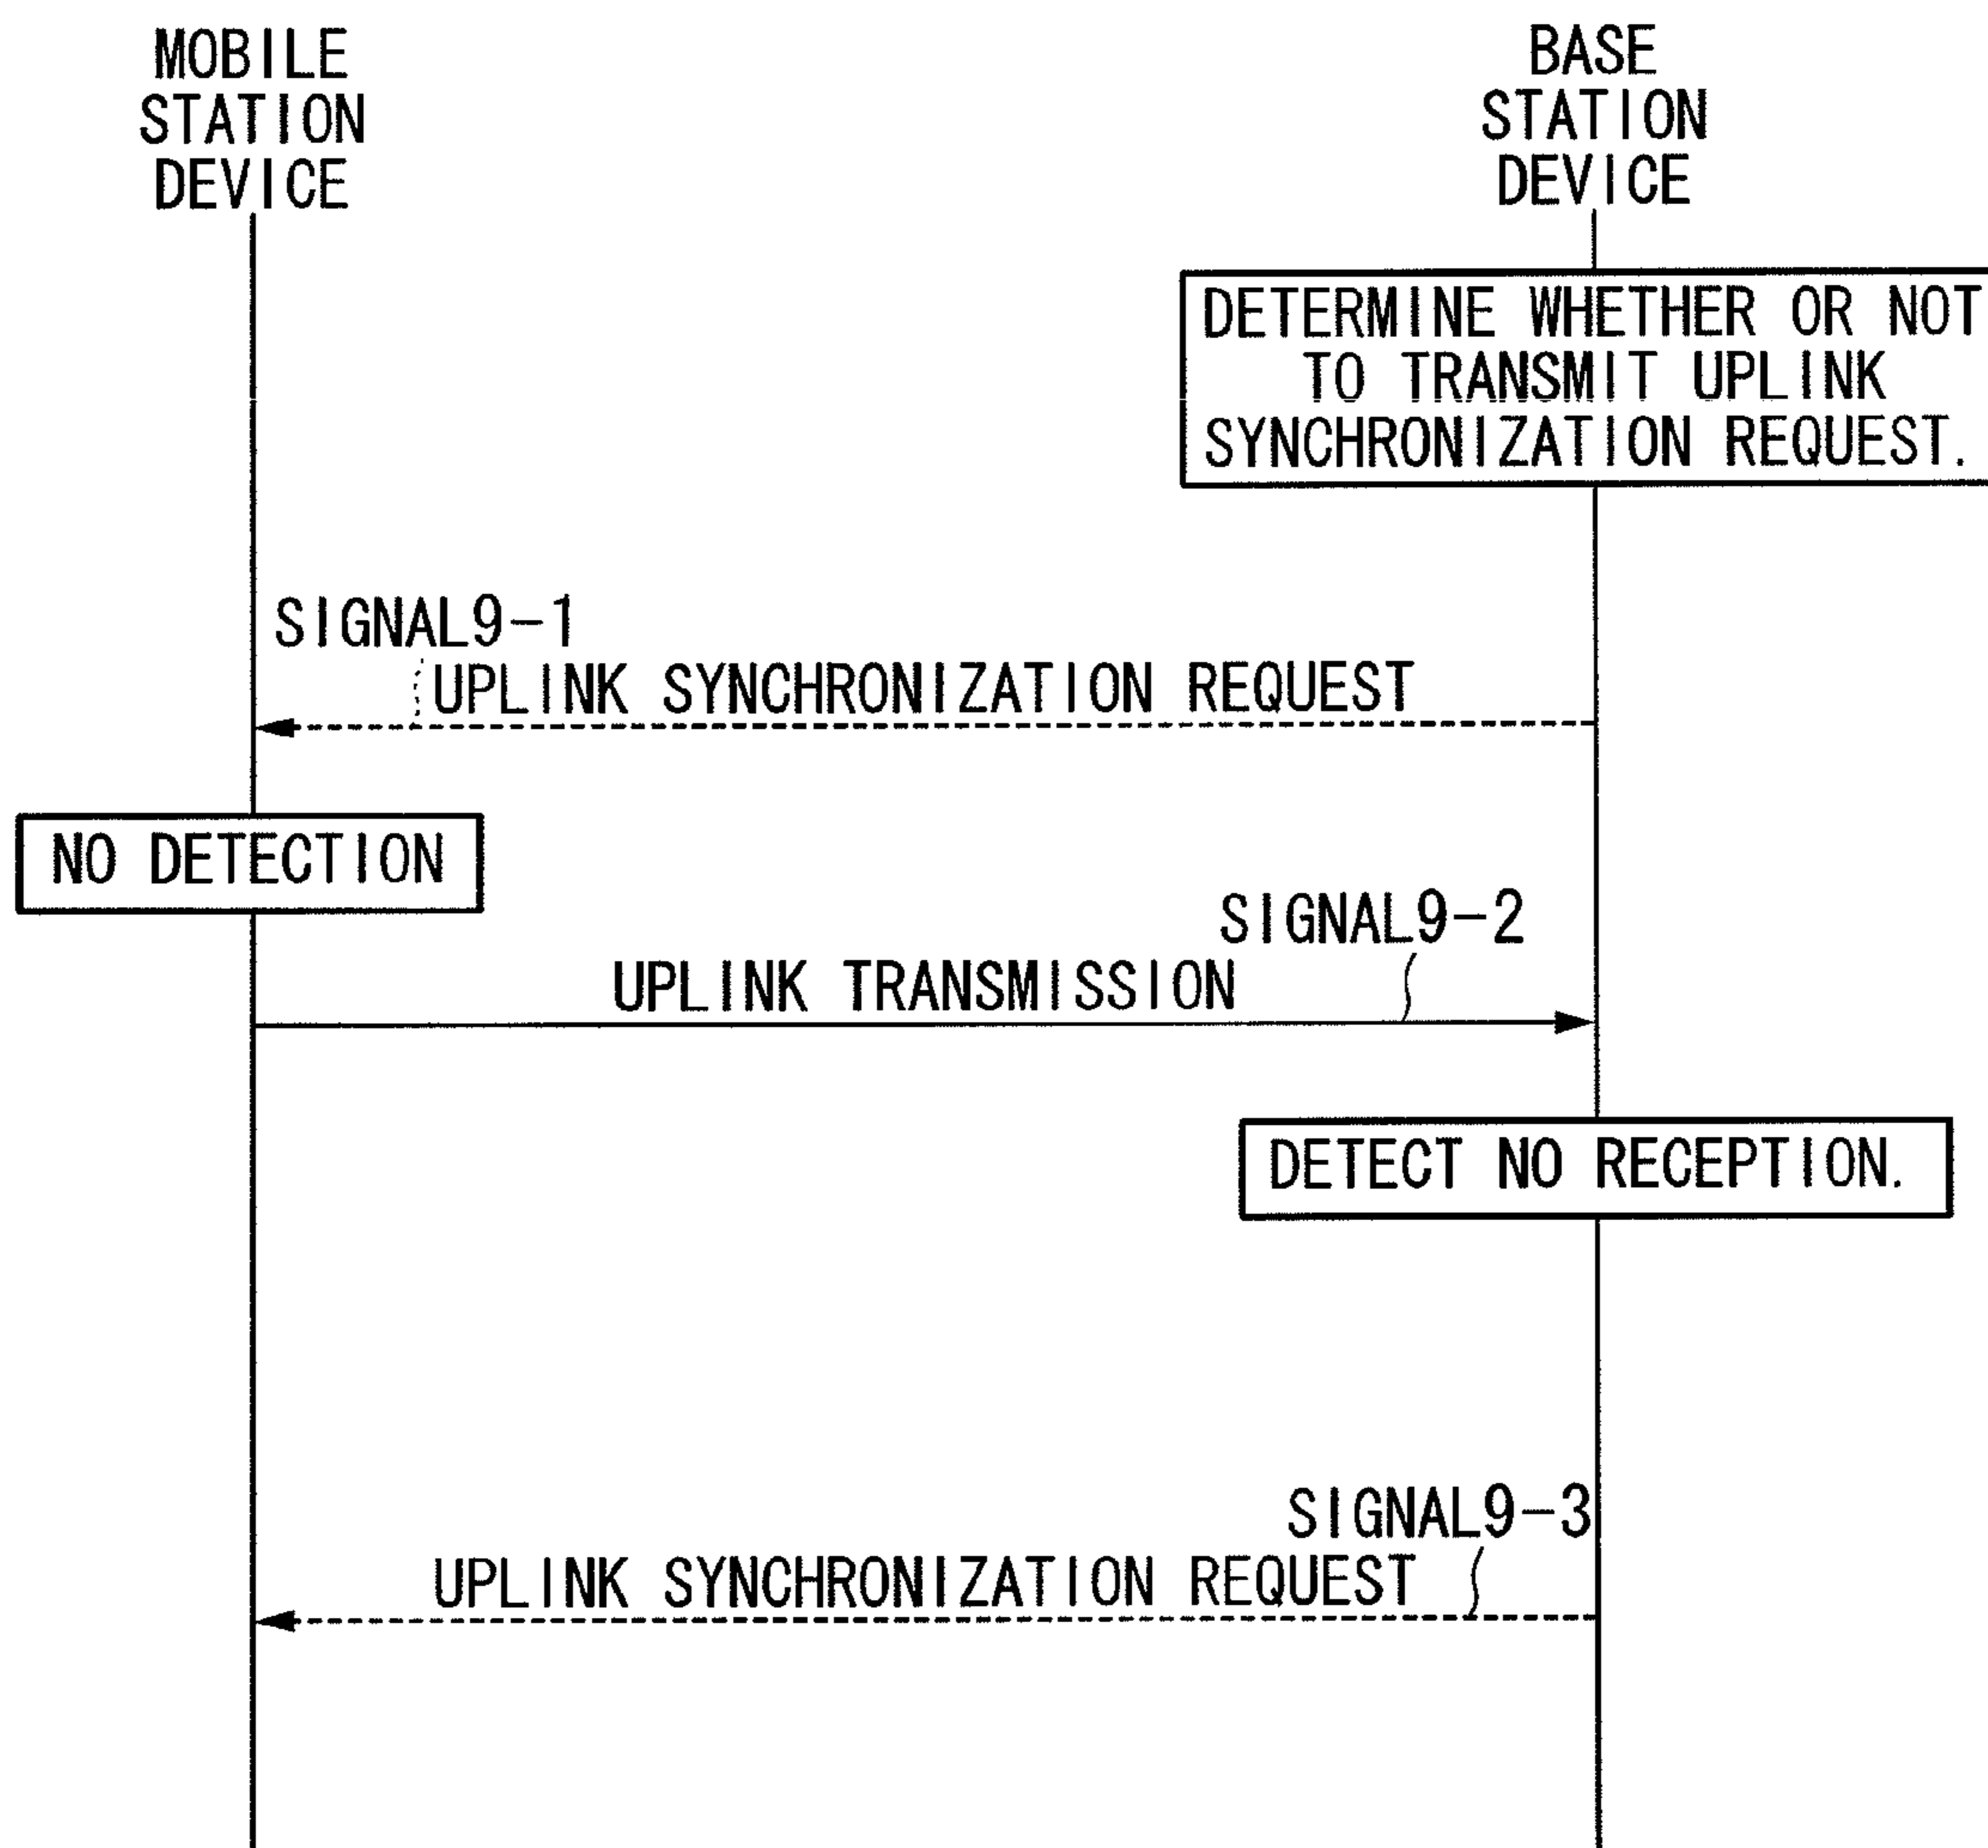 MOBILE
STATION
DEVICE
BASE
STATION
DEVICE
DETERMINE WHETHER OR NOT
TO TRANSMIT UPLINK
SYNCHRONIZATION REQUEST.
SIGNAL9-1
UPLINK SYNCHRONIZATION REQUEST
NO DETECTION
SIGNAL9-2
UPLINK TRANSMISSION
DETECT NO RECEPTION.
SIGNAL9-3
UPLINK SYNCHRONIZATION REQUEST